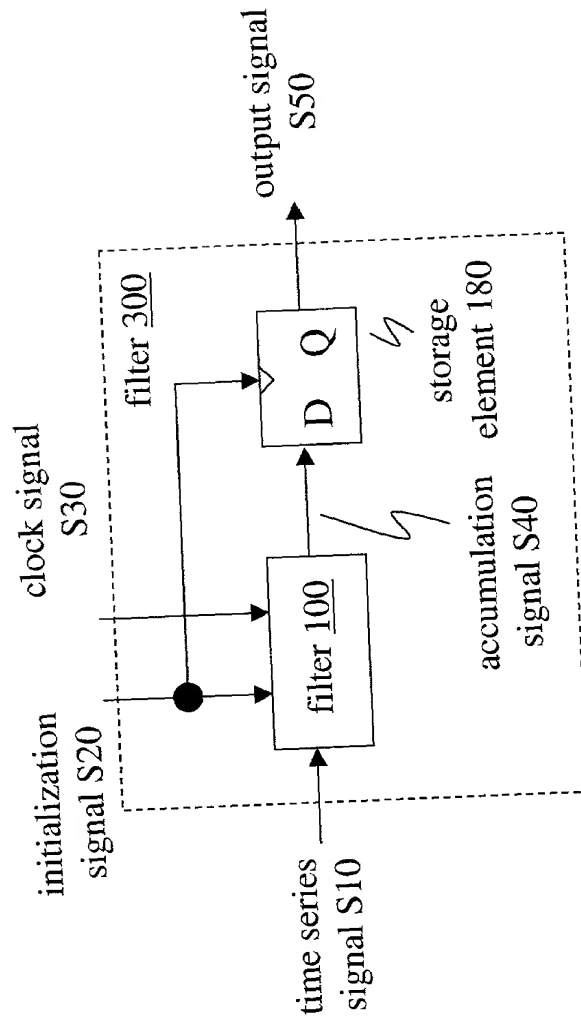 initialization
signal S20
clock signal
S30
filter 300
output signal
S50
time series
signal S10
filter 100
D Q
accumulation
signal S40
storage
element 180